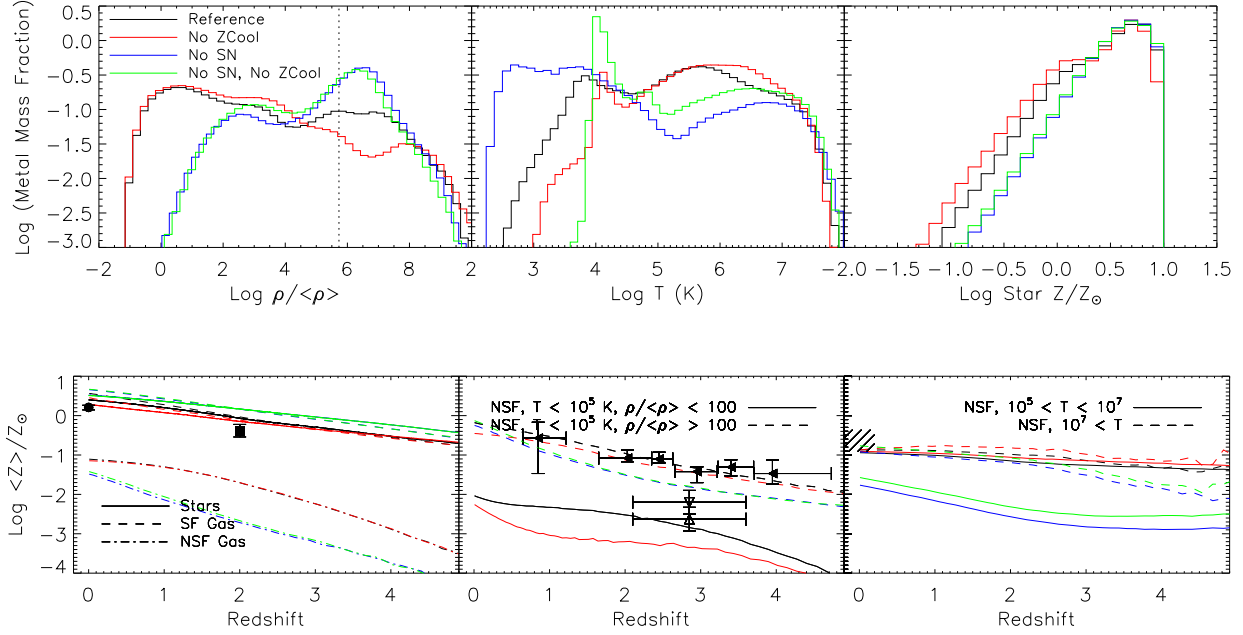 Reference
No ZCool
No SN
No SN, No ZCool
Log (Metal Mass Fraction)
0.5
0.0
−0.5
−1.0
−1.5
−2.0
−2.5
−3.0
−2 0 2 4 6 8 10 2
Log ρ/<ρ>
3 4 5 6 7
Log T (K)
−2.0 −1.5 −1.0 −0.5 0.0 0.5 1.0 1.5
Log Star Z/Z⊙
Log <Z>/Z⊙
1
0
−1
−2
−3
−4
Stars
SF Gas
NSF Gas
0 1 2 3 4
Redshift
NSF, T < 10⁵ K, ρ/<ρ> < 100
NSF, T < 10⁵ K, ρ/<ρ> > 100
0 1 2 3 4
Redshift
NSF, 10⁵ < T < 10⁷
NSF, 10⁷ < T
0 1 2 3 4
Redshift